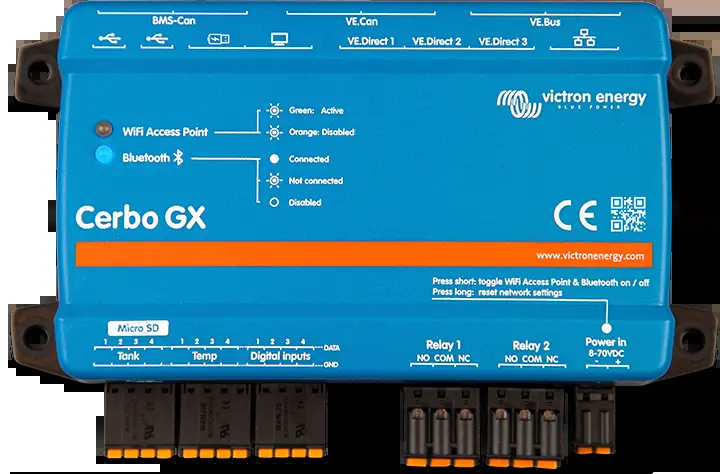 BMS-Can VE.Can VE.Bus
VE.Direct 1 VE.Direct 2 VE.Direct 3
victron energy
BLUE POWER
WiFi Access Point
Bluetooth
Green: Active
Orange: Disabled
Connected
Not connected
Disabled
Cerbo GX
CE
www.victronenergy.com
Press short: toggle WiFi Access Point & Bluetooth on / off
Press long: reset network settings
Micro SD
1 2 3 4 1 2 3 4 1 2 3 4 DATA
Tank Temp Digital inputs GND
Relay 1 Relay 2
NO COM NC NO COM NC
Power in
8-70VDC
- +